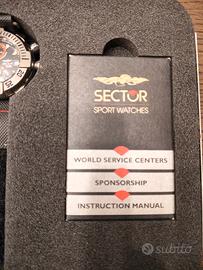 SECTOR
SPORT WATCHES
WORLD SERVICE CENTERS
SPONSORSHIP
INSTRUCTION MANUAL
subito